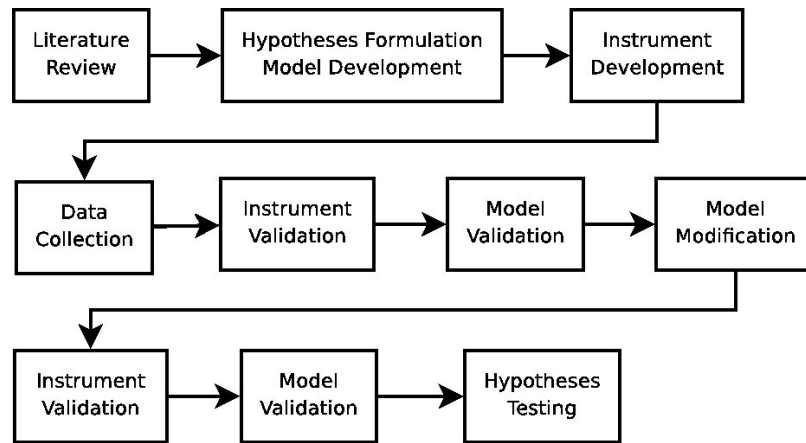 Literature
Review
Hypotheses Formulation
Model Development
Instrument
Development
Data
Collection
Instrument
Validation
Model
Validation
Model
Modification
Instrument
Validation
Model
Validation
Hypotheses
Testing